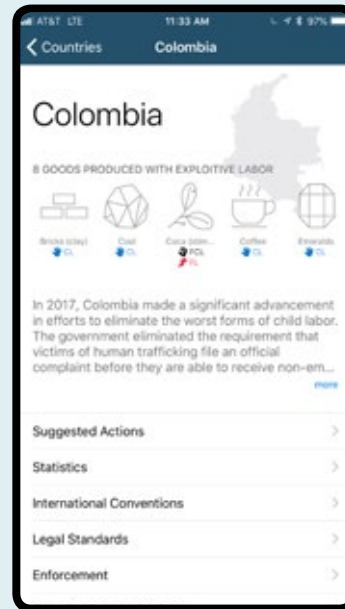 AT&T LTE 11:33 AM 97%
Countries Colombia
Colombia
8 GOODS PRODUCED WITH EXPLOITIVE LABOR
Bricks (clay) Coal Coca (stim... Coffee Emeralds
CL CL FCL CL CL
FL
In 2017, Colombia made a significant advancement
in efforts to eliminate the worst forms of child labor.
The government eliminated the requirement that
victims of human trafficking file an official
complaint before they are able to receive non-em...
more
Suggested Actions
Statistics
International Conventions
Legal Standards
Enforcement